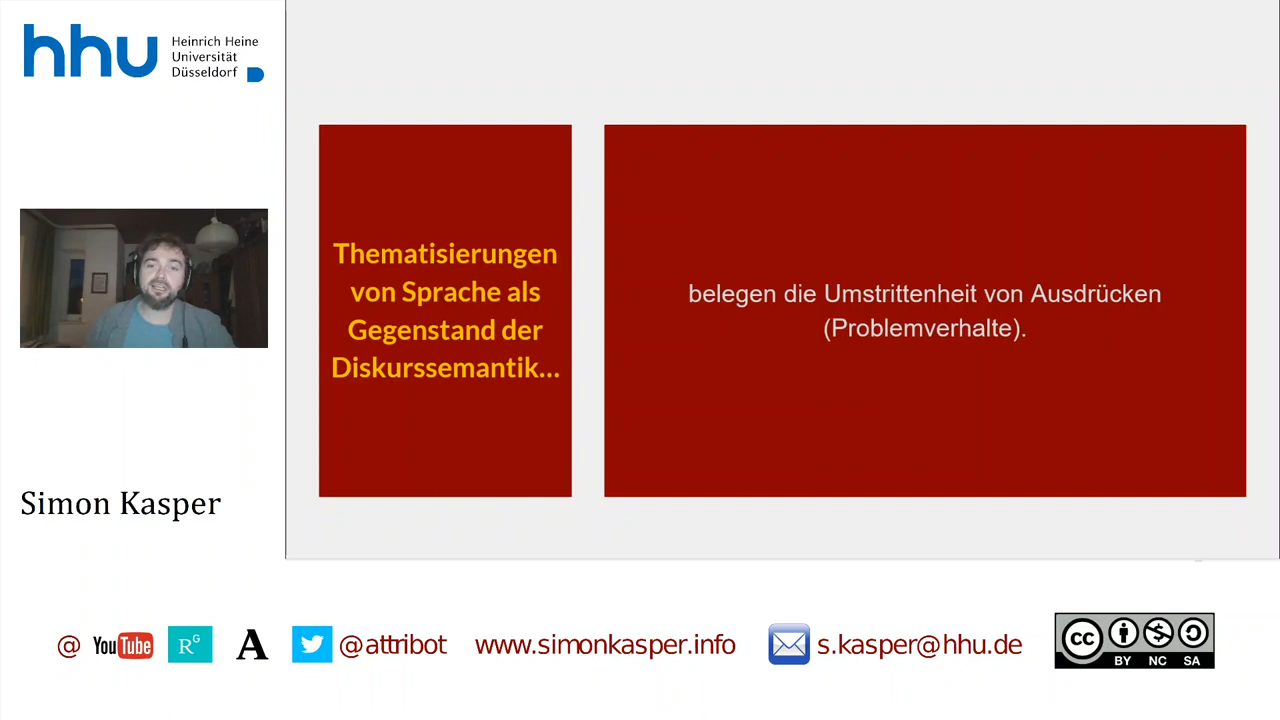 hhu
Heinrich Heine
Universität
Düsseldorf
Thematisierungen
von Sprache als
Gegenstand der
Diskurssemantik...
belegen die Umstrittenheit von Ausdrücken
(Problemverhalte).
Simon Kasper
@ YouTube RG A @attribot www.simonkasper.info s.kasper@hhu.de
cc BY NC SA